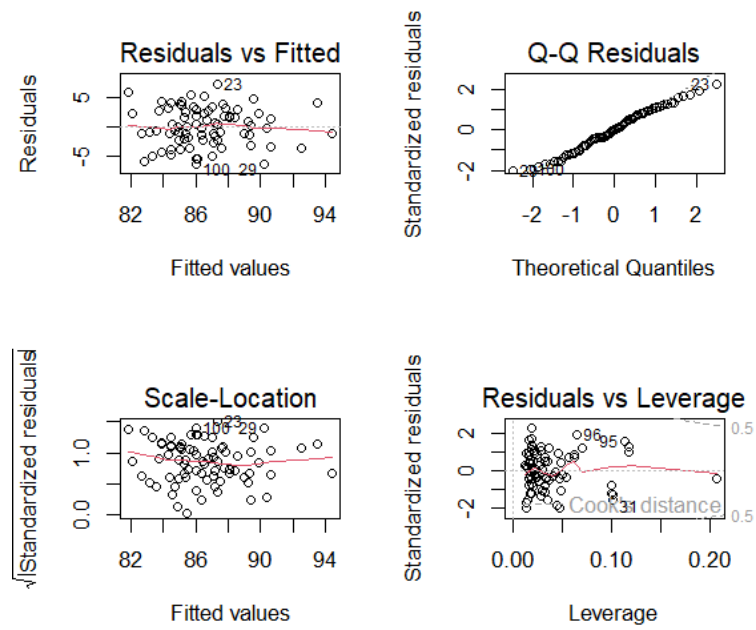 Residuals vs Fitted
Residuals
5
-5
23
100
29
82 86 90 94
Fitted values
Q-Q Residuals
Standardized residuals
2
0
-2
23
29
100
-2 -1 0 1 2
Theoretical Quantiles
Scale-Location
√|Standardized residuals
1.0
0.0
23
100
29
82 86 90 94
Fitted values
Residuals vs Leverage
Standardized residuals
2
0
-2
96
95
31
Cook's distance
0.5
0.5
0.00 0.10 0.20
Leverage